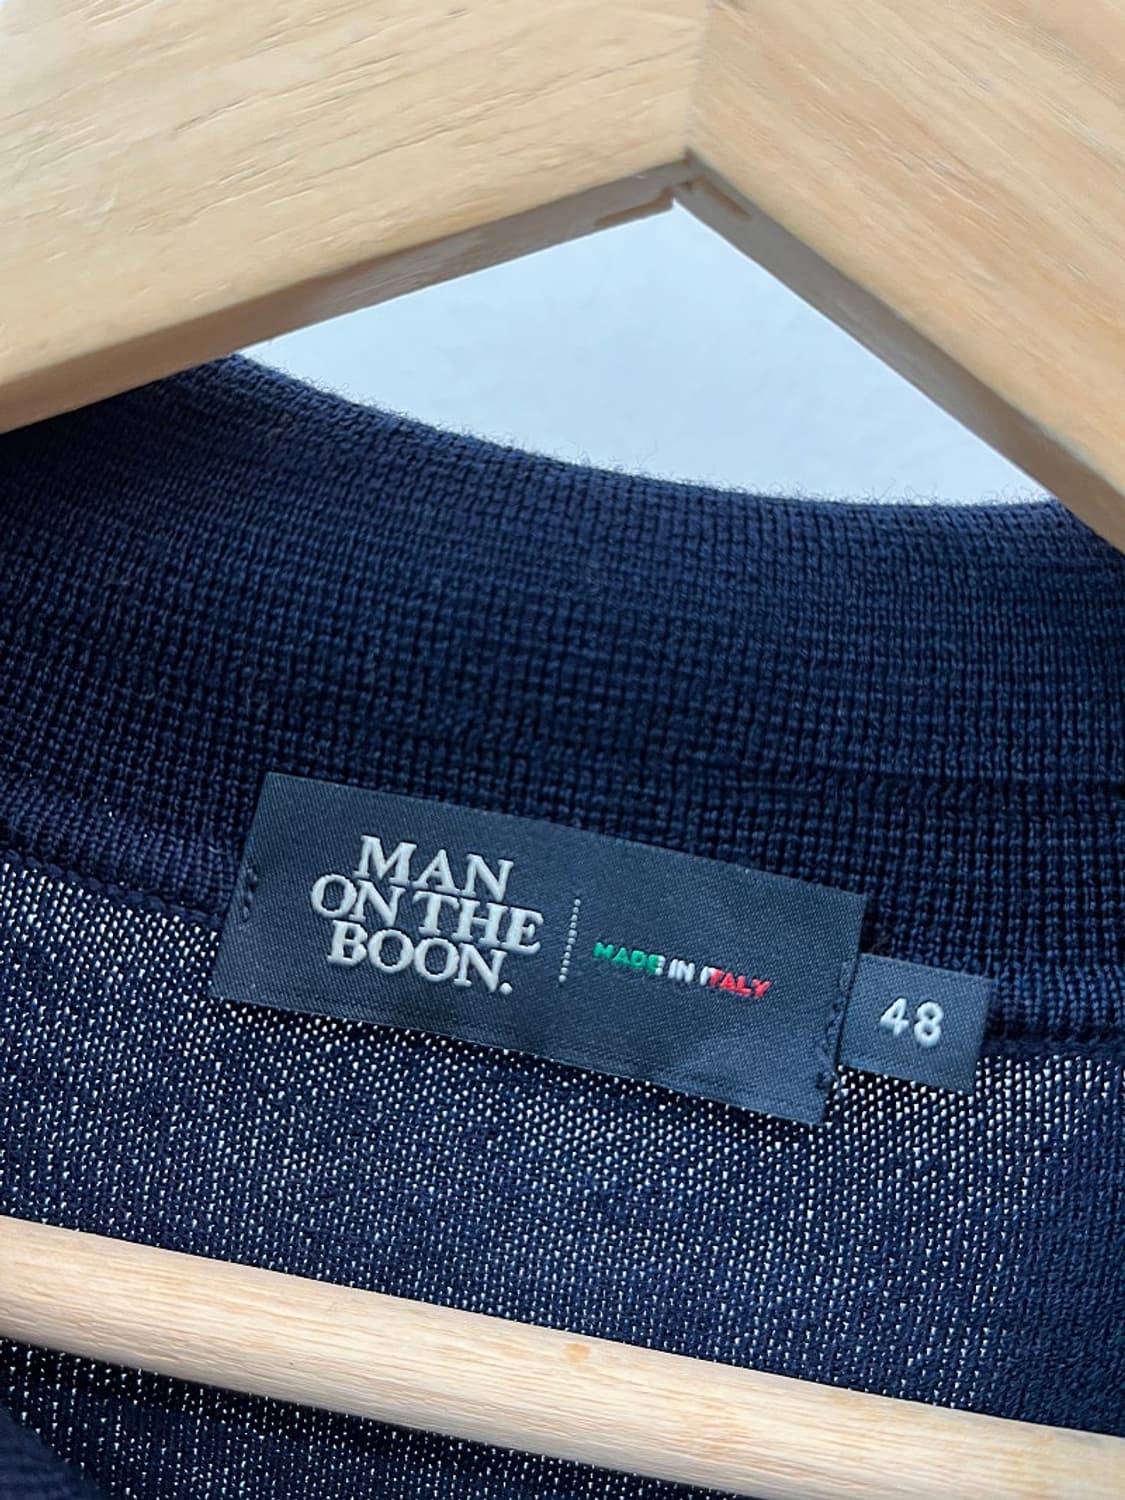 MAN
ON THE
BOON.
MADE IN ITALY
48